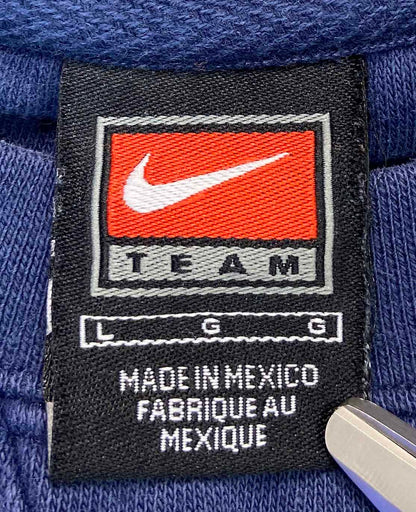 TEAM
L G G
MADE IN MEXICO
FABRIQUE AU
MEXIQUE